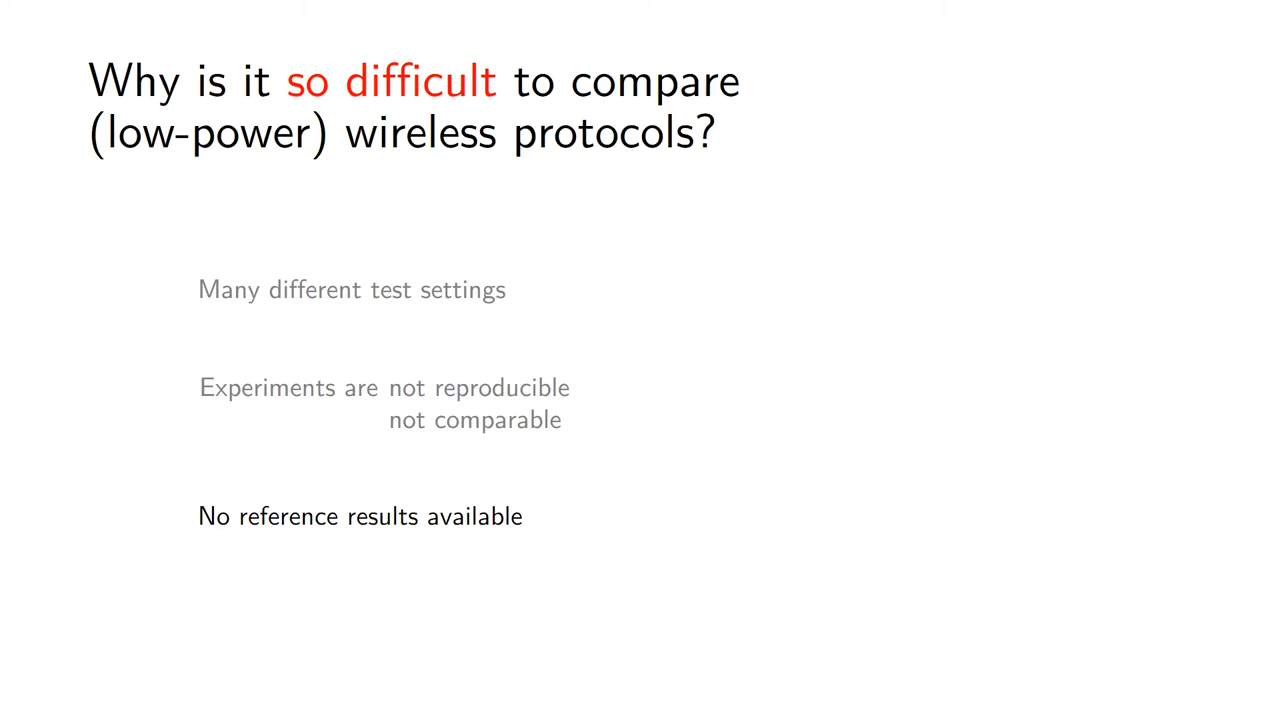 Why is it so difficult to compare
(low-power) wireless protocols?
Many different test settings
Experiments are not reproducible
not comparable
No reference results available